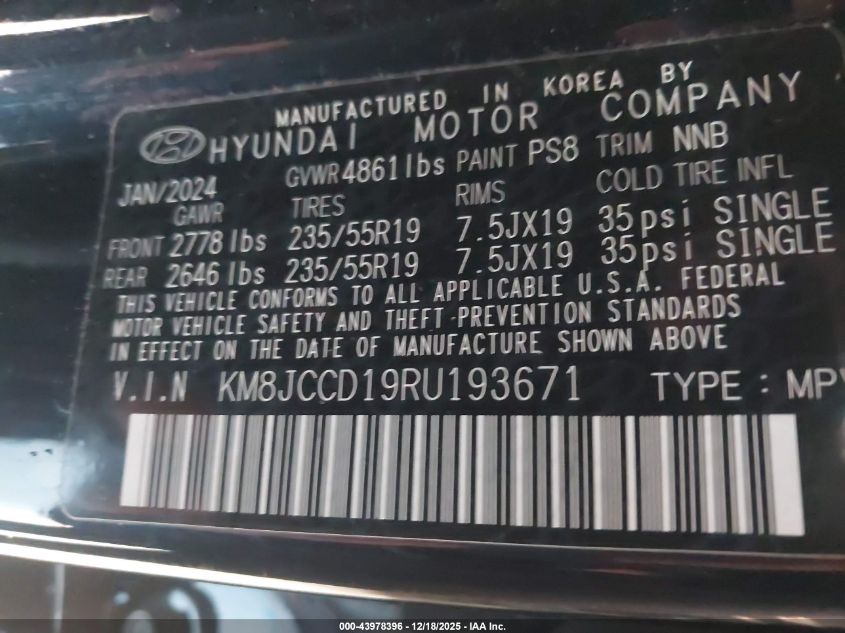 MANUFACTURED IN KOREA BY
HYUNDAI MOTOR COMPANY
JAN/2024 GVWR 4861 lbs PAINT PS8 TRIM NNB
GAWR TIRES RIMS COLD TIRE INFL
FRONT 2778 lbs 235/55R19 7.5JX19 35psi SINGLE
REAR 2646 lbs 235/55R19 7.5JX19 35psi SINGLE
THIS VEHICLE CONFORMS TO ALL APPLICABLE U.S.A. FEDERAL
MOTOR VEHICLE SAFETY AND THEFT-PREVENTION STANDARDS
IN EFFECT ON THE DATE OF MANUFACTURE SHOWN ABOVE
V.I.N KM8JCCD19RU193671 TYPE : MPV
000-43978396 - 12/18/2025 - IAA Inc.